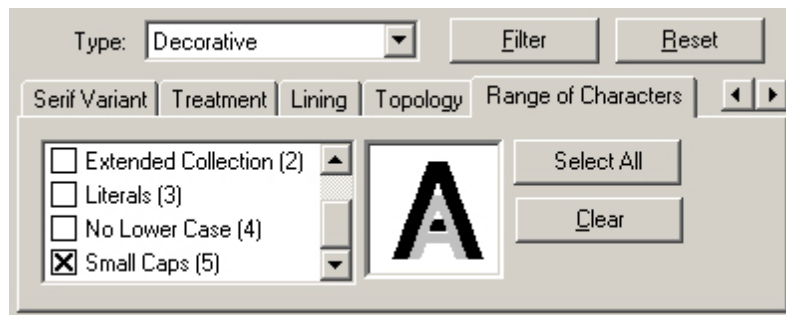 Type: Decorative Filter Reset
Serif Variant Treatment Lining Topology Range of Characters
Extended Collection (2)
Literals (3)
No Lower Case (4)
Small Caps (5)
A
Select All
Clear